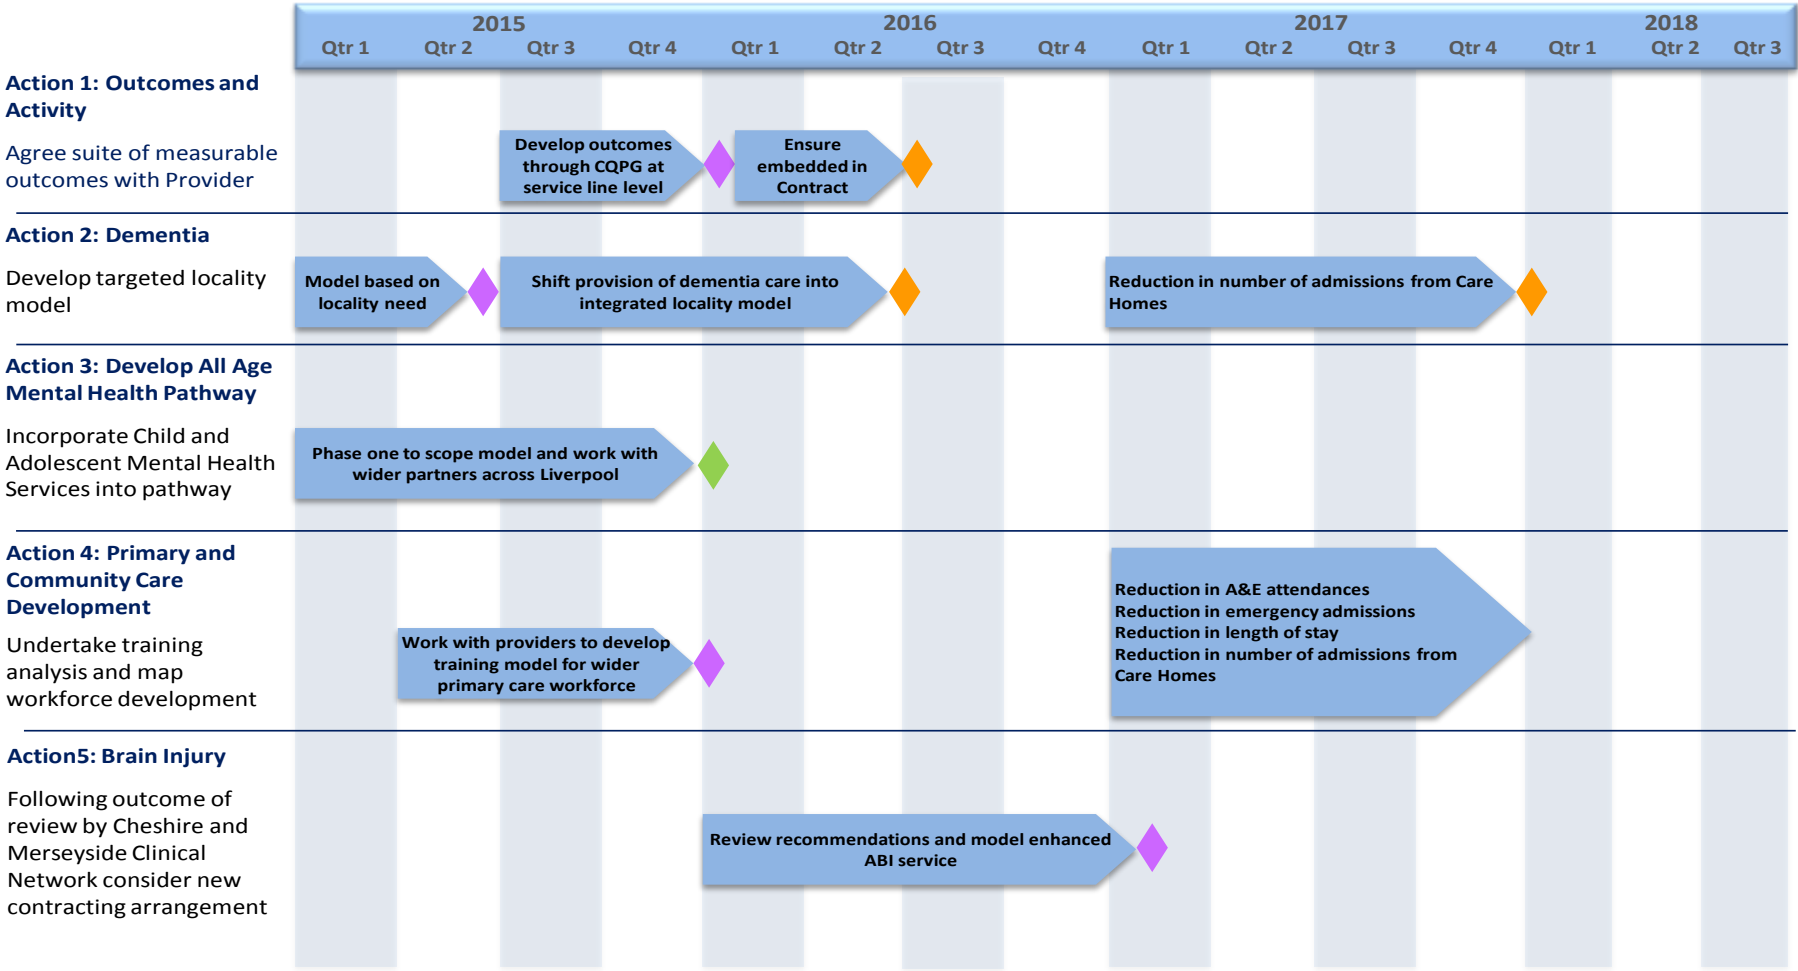 2015
2016
2017
2018
Qtr 1 Qtr 2 Qtr 3 Qtr 4 Qtr 1 Qtr 2 Qtr 3 Qtr 4 Qtr 1 Qtr 2 Qtr 3 Qtr 4 Qtr 1 Qtr 2 Qtr 3
Action 1: Outcomes and
Activity
Agree suite of measurable
outcomes with Provider
Develop outcomes
through CQPG at
service line level
Ensure
embedded in
Contract
Action 2: Dementia
Develop targeted locality
model
Model based on
locality need
Shift provision of dementia care into
integrated locality model
Reduction in number of admissions from Care
Homes
Action 3: Develop All Age
Mental Health Pathway
Incorporate Child and
Adolescent Mental Health
Services into pathway
Phase one to scope model and work with
wider partners across Liverpool
Action 4: Primary and
Community Care
Development
Undertake training
analysis and map
workforce development
Work with providers to develop
training model for wider
primary care workforce
Reduction in A&E attendances
Reduction in emergency admissions
Reduction in length of stay
Reduction in number of admissions from
Care Homes
Action5: Brain Injury
Following outcome of
review by Cheshire and
Merseyside Clinical
Network consider new
contracting arrangement
Review recommendations and model enhanced
ABI service